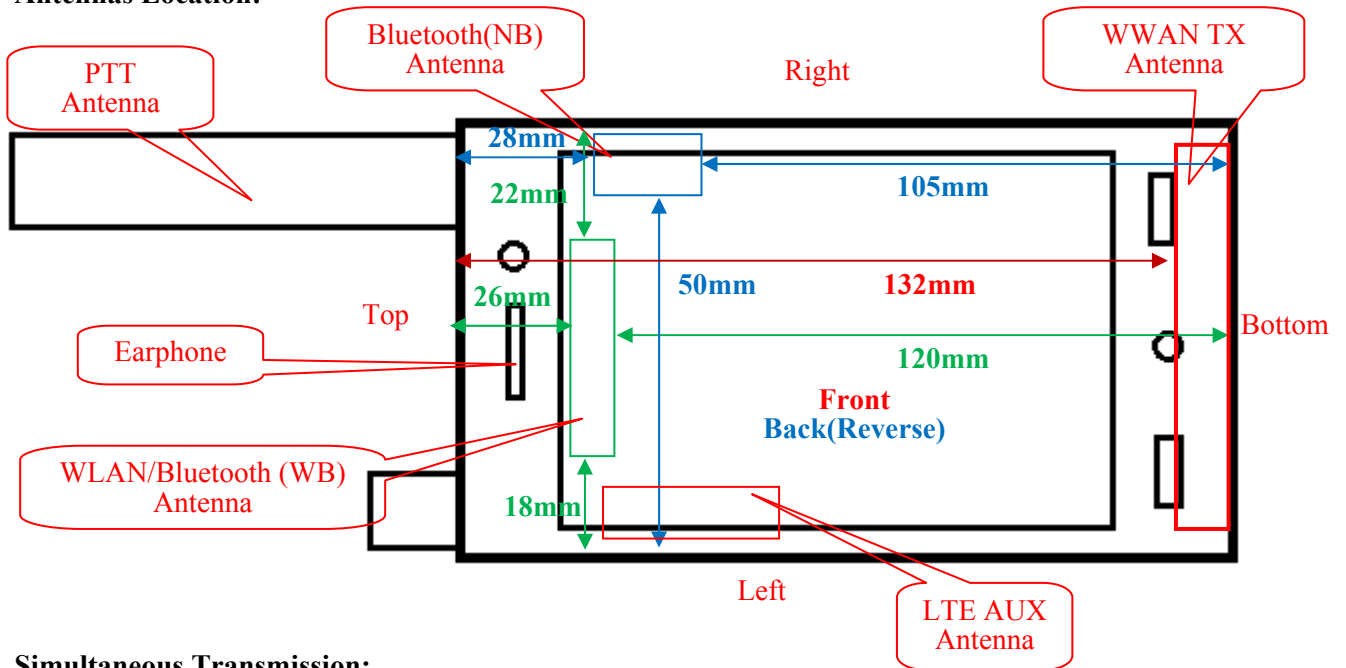 Antennas Location:
Bluetooth(NB)
Antenna
WWAN TX
Antenna
PTT
Antenna
Right
28mm
105mm
22mm
50mm
132mm
26mm
Top
Bottom
Earphone
120mm
Front
Back(Reverse)
WLAN/Bluetooth (WB)
Antenna
18mm
Left
LTE AUX
Antenna
Simultaneous Transmission: